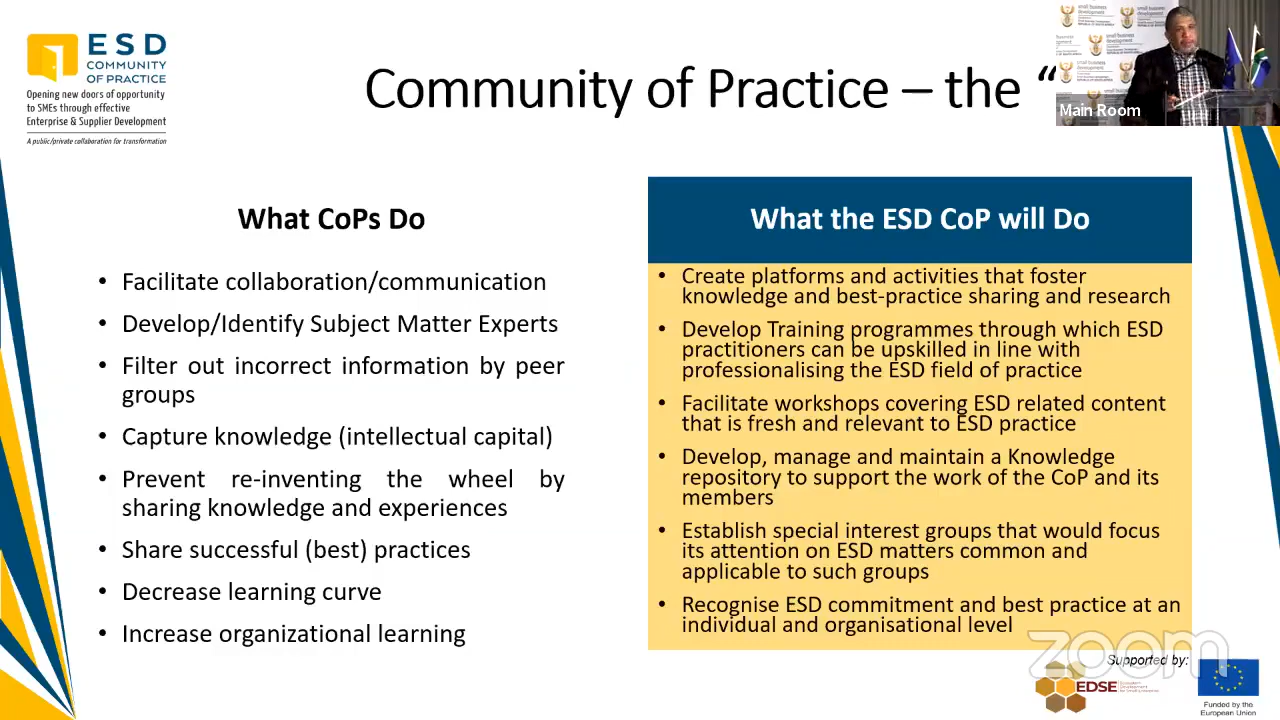 ESD
COMMUNITY
OF PRACTICE
Opening new doors of opportunity
to SMEs through effective
Enterprise & Supplier Development
A public/private collaboration for transformation
Community of Practice – the “
Main Room
What CoPs Do
• Facilitate collaboration/communication
• Develop/Identify Subject Matter Experts
• Filter out incorrect information by peer
groups
• Capture knowledge (intellectual capital)
• Prevent re-inventing the wheel by
sharing knowledge and experiences
• Share successful (best) practices
• Decrease learning curve
• Increase organizational learning
What the ESD CoP will Do
• Create platforms and activities that foster
knowledge and best-practice sharing and research
• Develop Training programmes through which ESD
practitioners can be upskilled in line with
professionalising the ESD field of practice
• Facilitate workshops covering ESD related content
that is fresh and relevant to ESD practice
• Develop, manage and maintain a Knowledge
repository to support the work of the CoP and its
members
• Establish special interest groups that would focus
its attention on ESD matters common and
applicable to such groups
• Recognise ESD commitment and best practice at an
individual and organisational level
zoom
Supported by:
EDSE
Funded by the
European Union